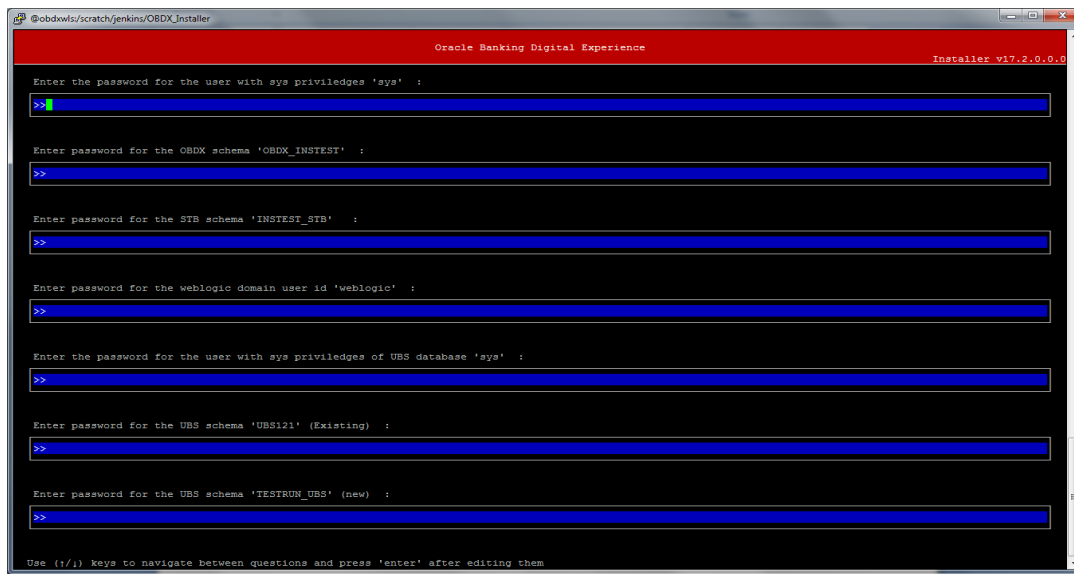 @obdxwls:/scratch/jenkins/OBDX_Installer
Oracle Banking Digital Experience
Installer v17.2.0.0.0
Enter the password for the user with sys priviledges 'sys' :
>>
Enter password for the OBDX schema 'OBDX_INSTEST' :
>>
Enter password for the STB schema 'INSTEST_STB' :
>>
Enter password for the weblogic domain user id 'weblogic' :
>>
Enter the password for the user with sys priviledges of UBS database 'sys' :
>>
Enter password for the UBS schema 'UBS121' (Existing) :
>>
Enter password for the UBS schema 'TESTRUN_UBS' (new) :
>>
Use (↑/↓) keys to navigate between questions and press 'enter' after editing them